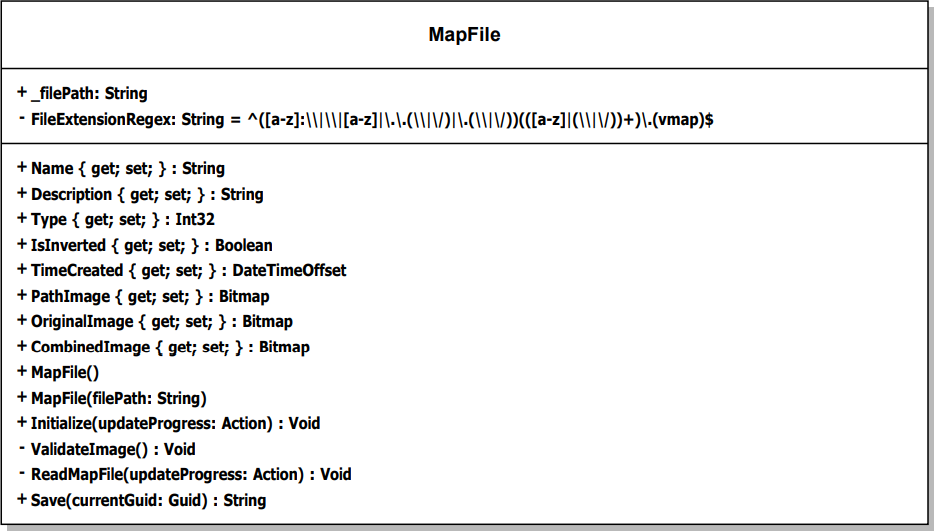 MapFile
+ _filePath: String
- FileExtensionRegex: String = ^([a-z]:\\|\\|[a-z]|\.\.(\\|\/)|\.(\\|\/))(([a-z]|(\\|\/))+)\.(vmap)$
+ Name { get; set; } : String
+ Description { get; set; } : String
+ Type { get; set; } : Int32
+ IsInverted { get; set; } : Boolean
+ TimeCreated { get; set; } : DateTimeOffset
+ PathImage { get; set; } : Bitmap
+ OriginalImage { get; set; } : Bitmap
+ CombinedImage { get; set; } : Bitmap
+ MapFile()
+ MapFile(filePath: String)
+ Initialize(updateProgress: Action) : Void
- ValidateImage() : Void
- ReadMapFile(updateProgress: Action) : Void
+ Save(currentGuid: Guid) : String